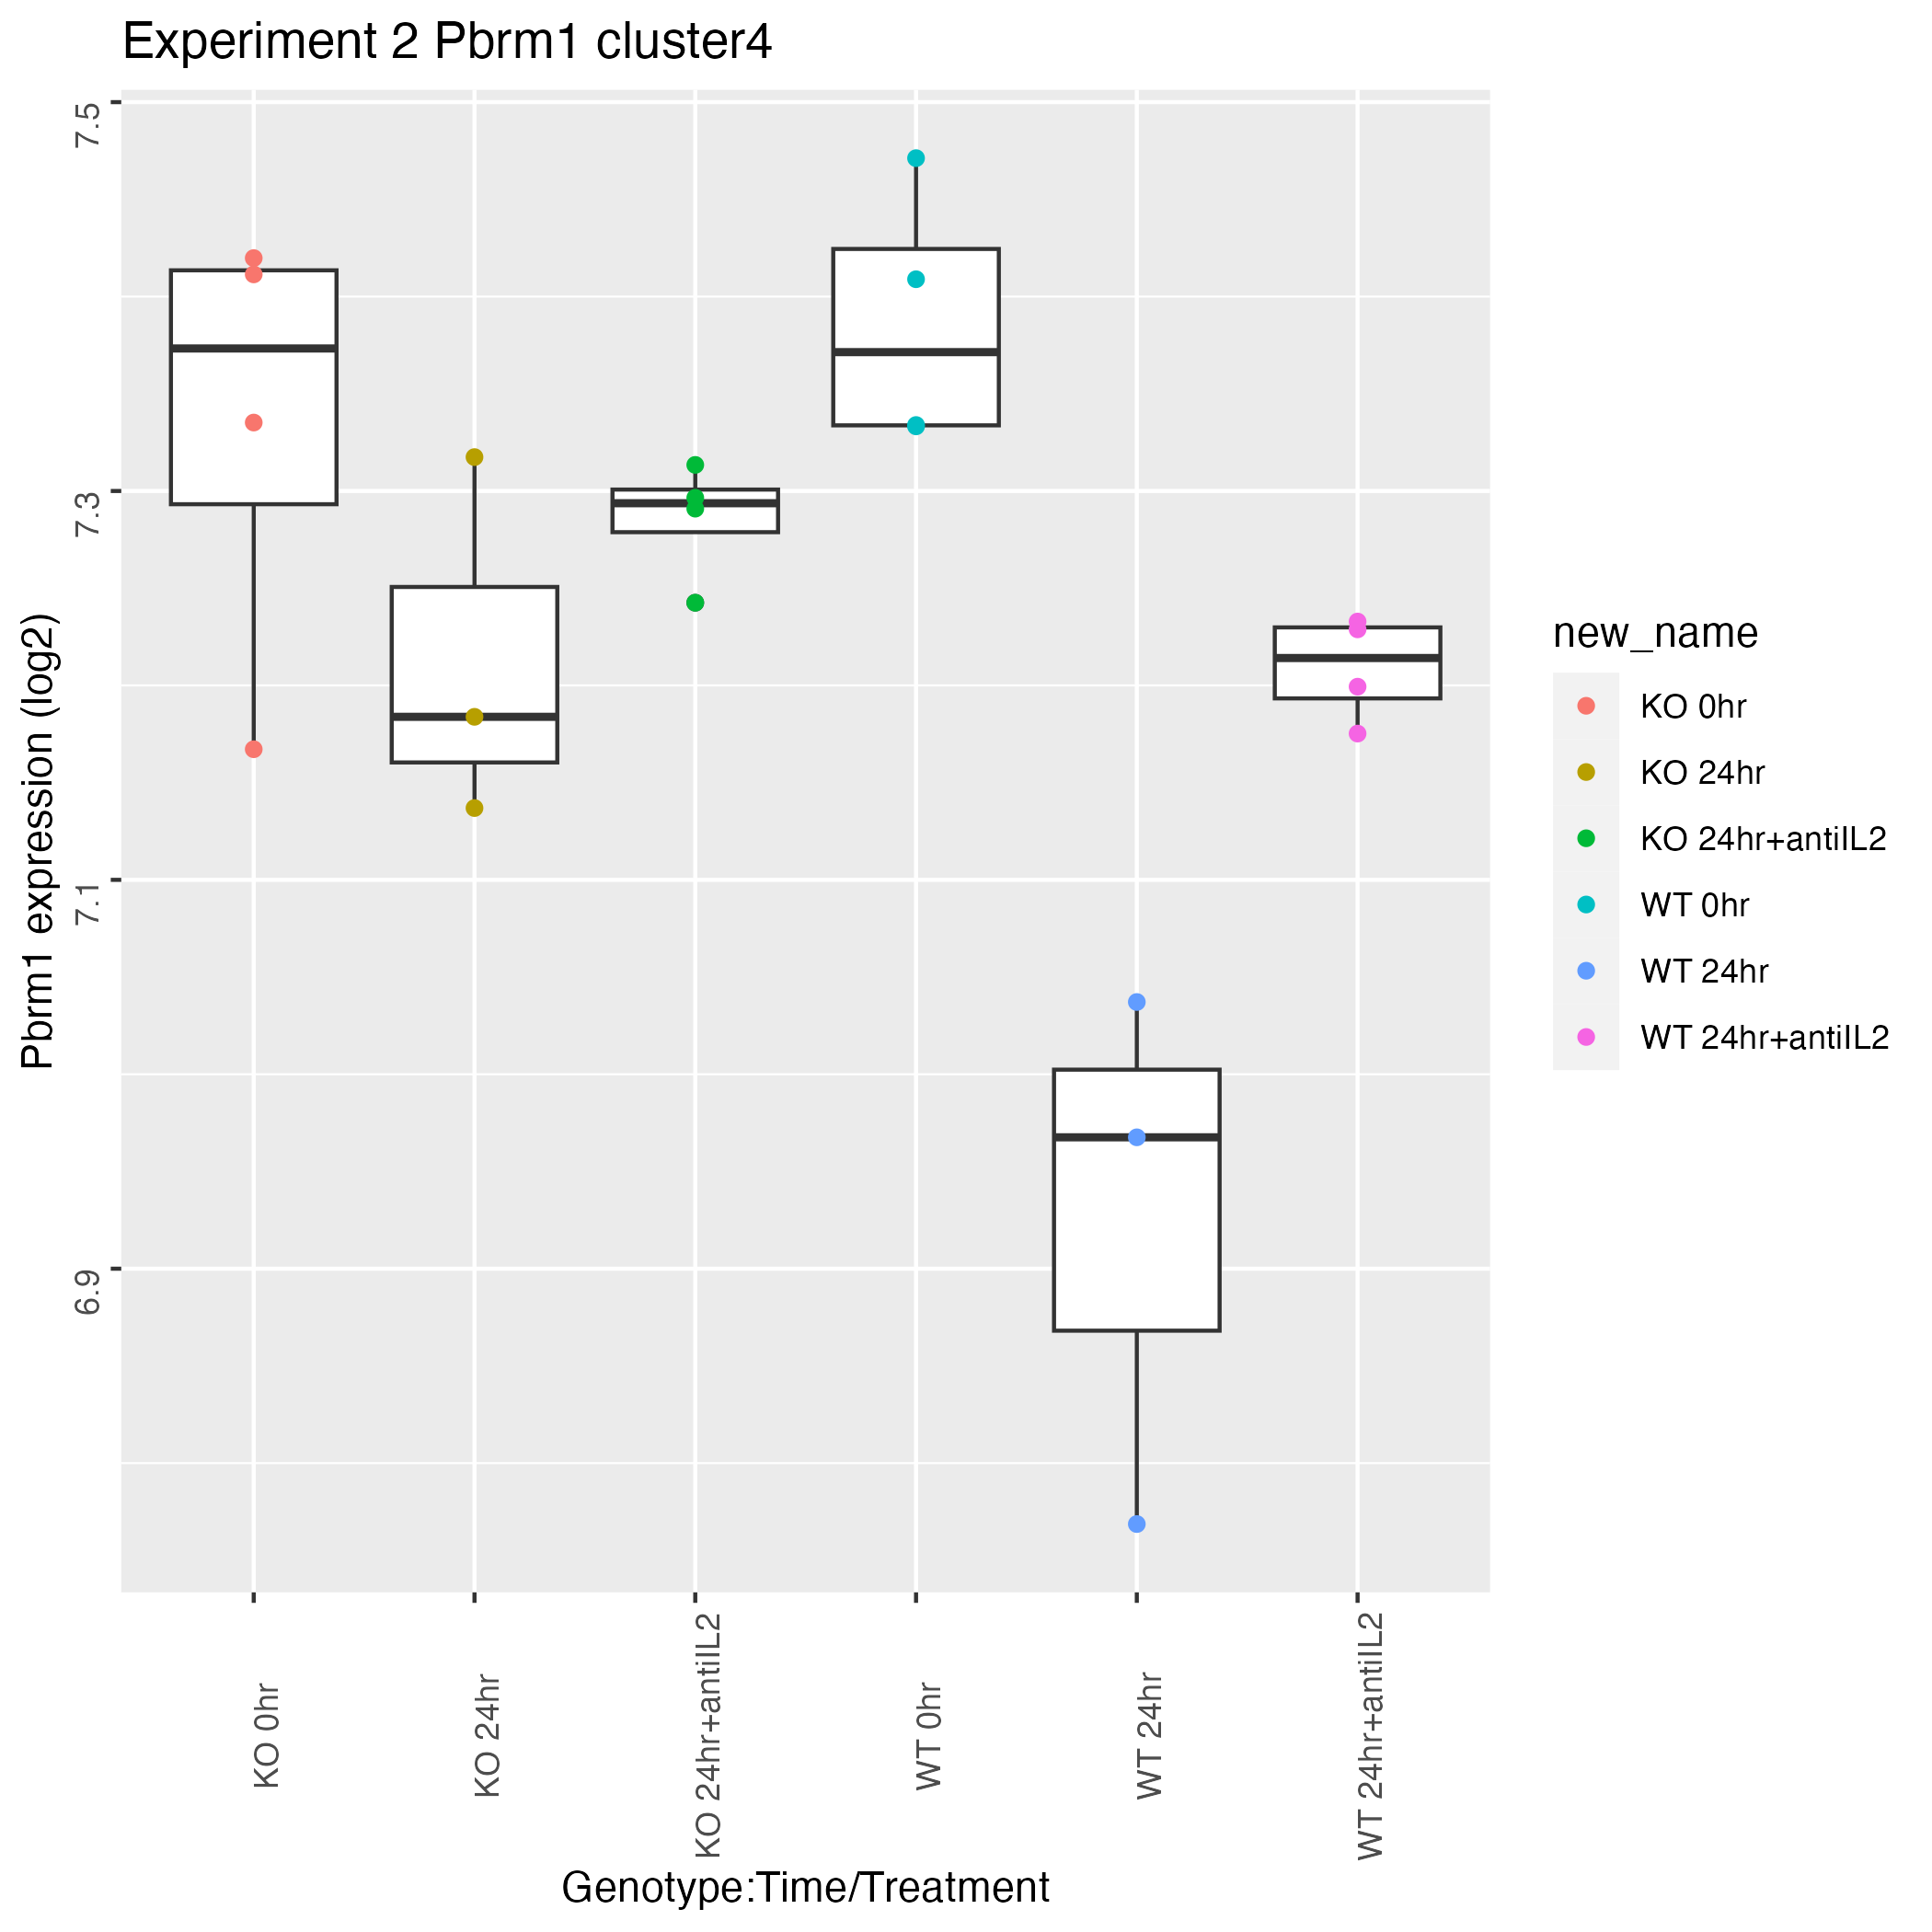 Experiment 2 Pbrm1 cluster4
Pbrm1 expression (log2)
7.5
7.3
7.1
6.9
KO 0hr
KO 24hr
KO 24hr+antiIL2
WT 0hr
WT 24hr
WT 24hr+antiIL2
Genotype:Time/Treatment
new_name
KO 0hr
KO 24hr
KO 24hr+antiIL2
WT 0hr
WT 24hr
WT 24hr+antiIL2